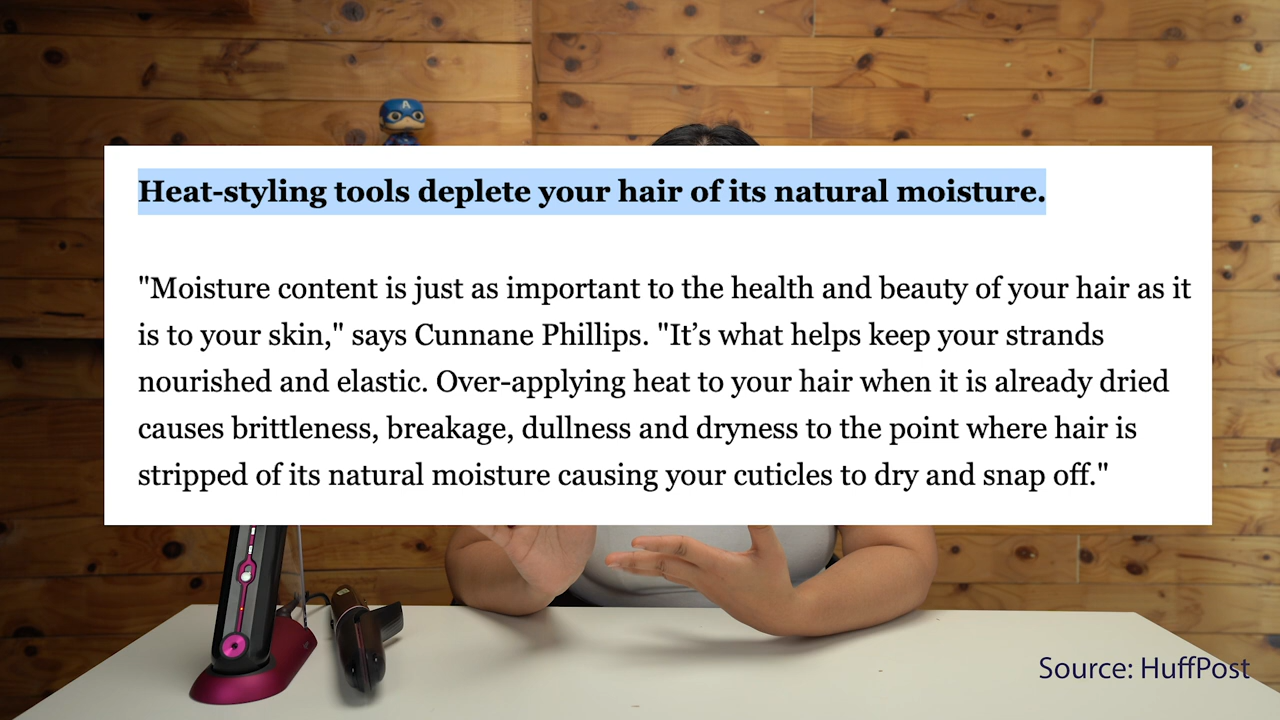 A
Heat-styling tools deplete your hair of its natural moisture.
"Moisture content is just as important to the health and beauty of your hair as it
is to your skin," says Cunnane Phillips. "It’s what helps keep your strands
nourished and elastic. Over-applying heat to your hair when it is already dried
causes brittleness, breakage, dullness and dryness to the point where hair is
stripped of its natural moisture causing your cuticles to dry and snap off."
Source: HuffPost